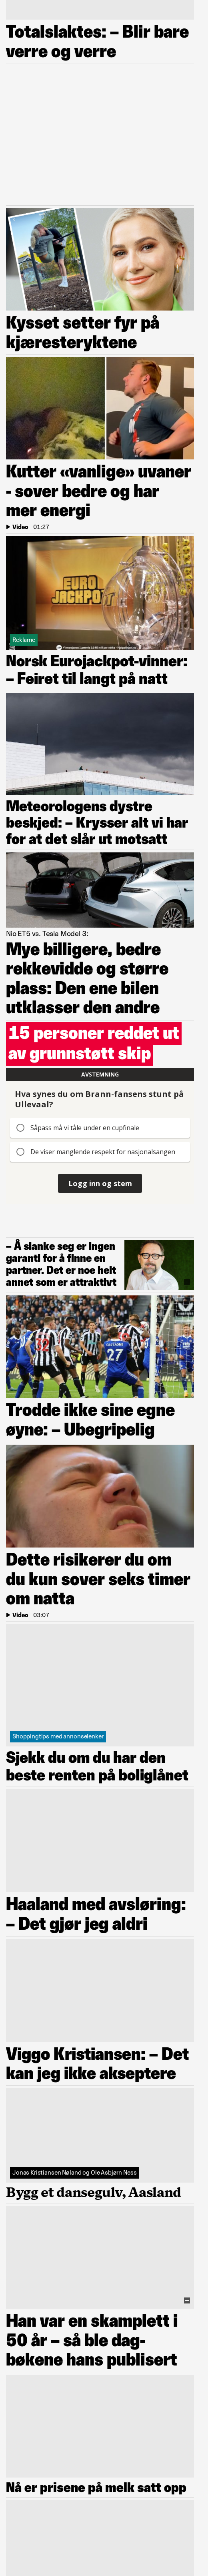 Totalslaktes: – Blir bare
verre og verre
Kysset setter fyr på
kjæresteryktene
Kutter «vanlige» uvaner
- sover bedre og har
mer energi
Video | 01:27
EURO
JACKPOT
Reklame
Norsk Eurojackpot-vinner:
– Feiret til langt på natt
Meteorologens dystre
beskjed: – Krysser alt vi har
for at det slår ut motsatt
Nio ET5 vs. Tesla Model 3:
Mye billigere, bedre
rekkevidde og større
plass: Den ene bilen
utklasser den andre
15 personer reddet ut
av grunnstøtt skip
AVSTEMNING
Hva synes du om Brann-fansens stunt på
Ullevaal?
Såpass må vi tåle under en cupfinale
De viser manglende respekt for nasjonalsangen
Logg inn og stem
– Å slanke seg er ingen
garanti for å finne en
partner. Det er noe helt
annet som er attraktivt
27
Trodde ikke sine egne
øyne: – Ubegripelig
Dette risikerer du om
du kun sover seks timer
om natta
Video | 03:07
Shoppingtips med annonselenker
Sjekk du om du har den
beste renten på boliglånet
Haaland med avsløring:
– Det gjør jeg aldri
Viggo Kristiansen: – Det
kan jeg ikke akseptere
Jonas Kristiansen Nøland og Ole Asbjørn Ness
Bygg et dansegulv, Aasland
Han var en skamplett i
50 år – så ble dag-
bøkene hans publisert
Nå er prisene på melk satt opp